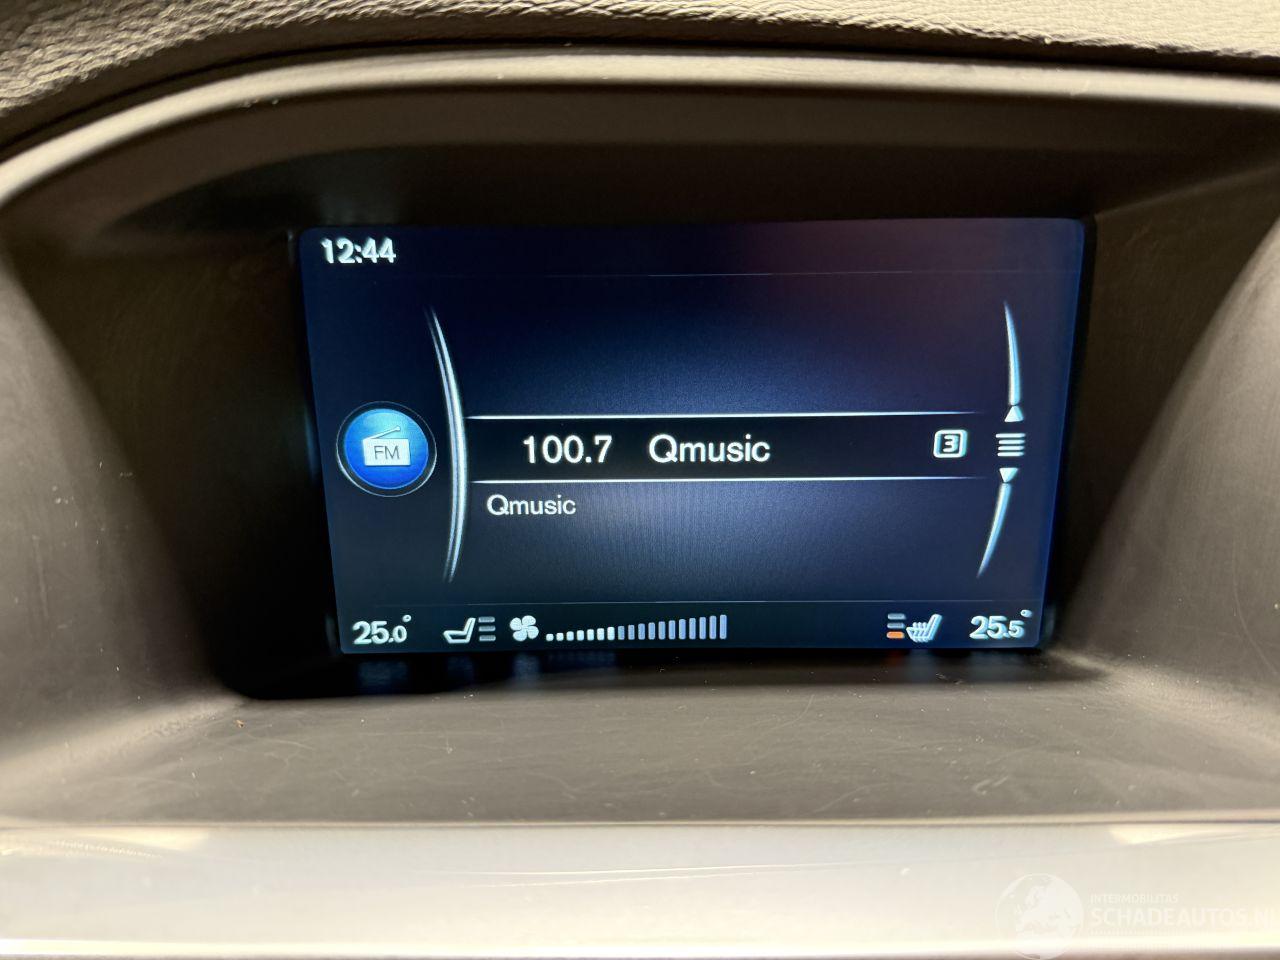 12:44
FM
100.7 Qmusic 3
Qmusic
25.0° 25.5°
INTERMOBILITAS
SCHADEAUTOS.NL